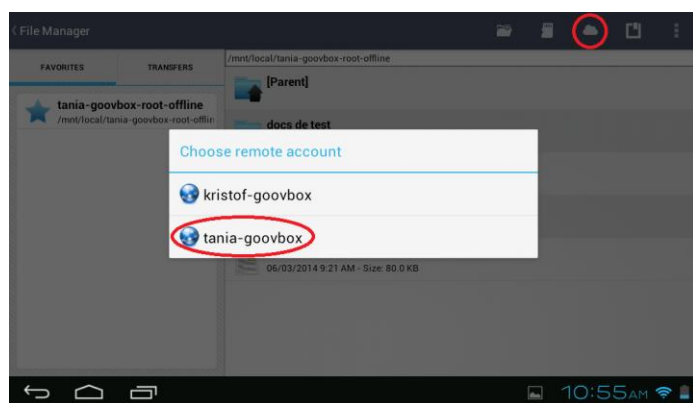 File Manager
FAVORITES
TRANSFERS
tania-goovbox-root-offline
/mnt/local/tania-goovbox-root-offlin
/mnt/local/tania-goovbox-root-offline
[Parent]
docs de test
Choose remote account
kristof-goovbox
tania-goovbox
06/03/2014 9:21 AM - Size: 80.0 KB
10:55 AM